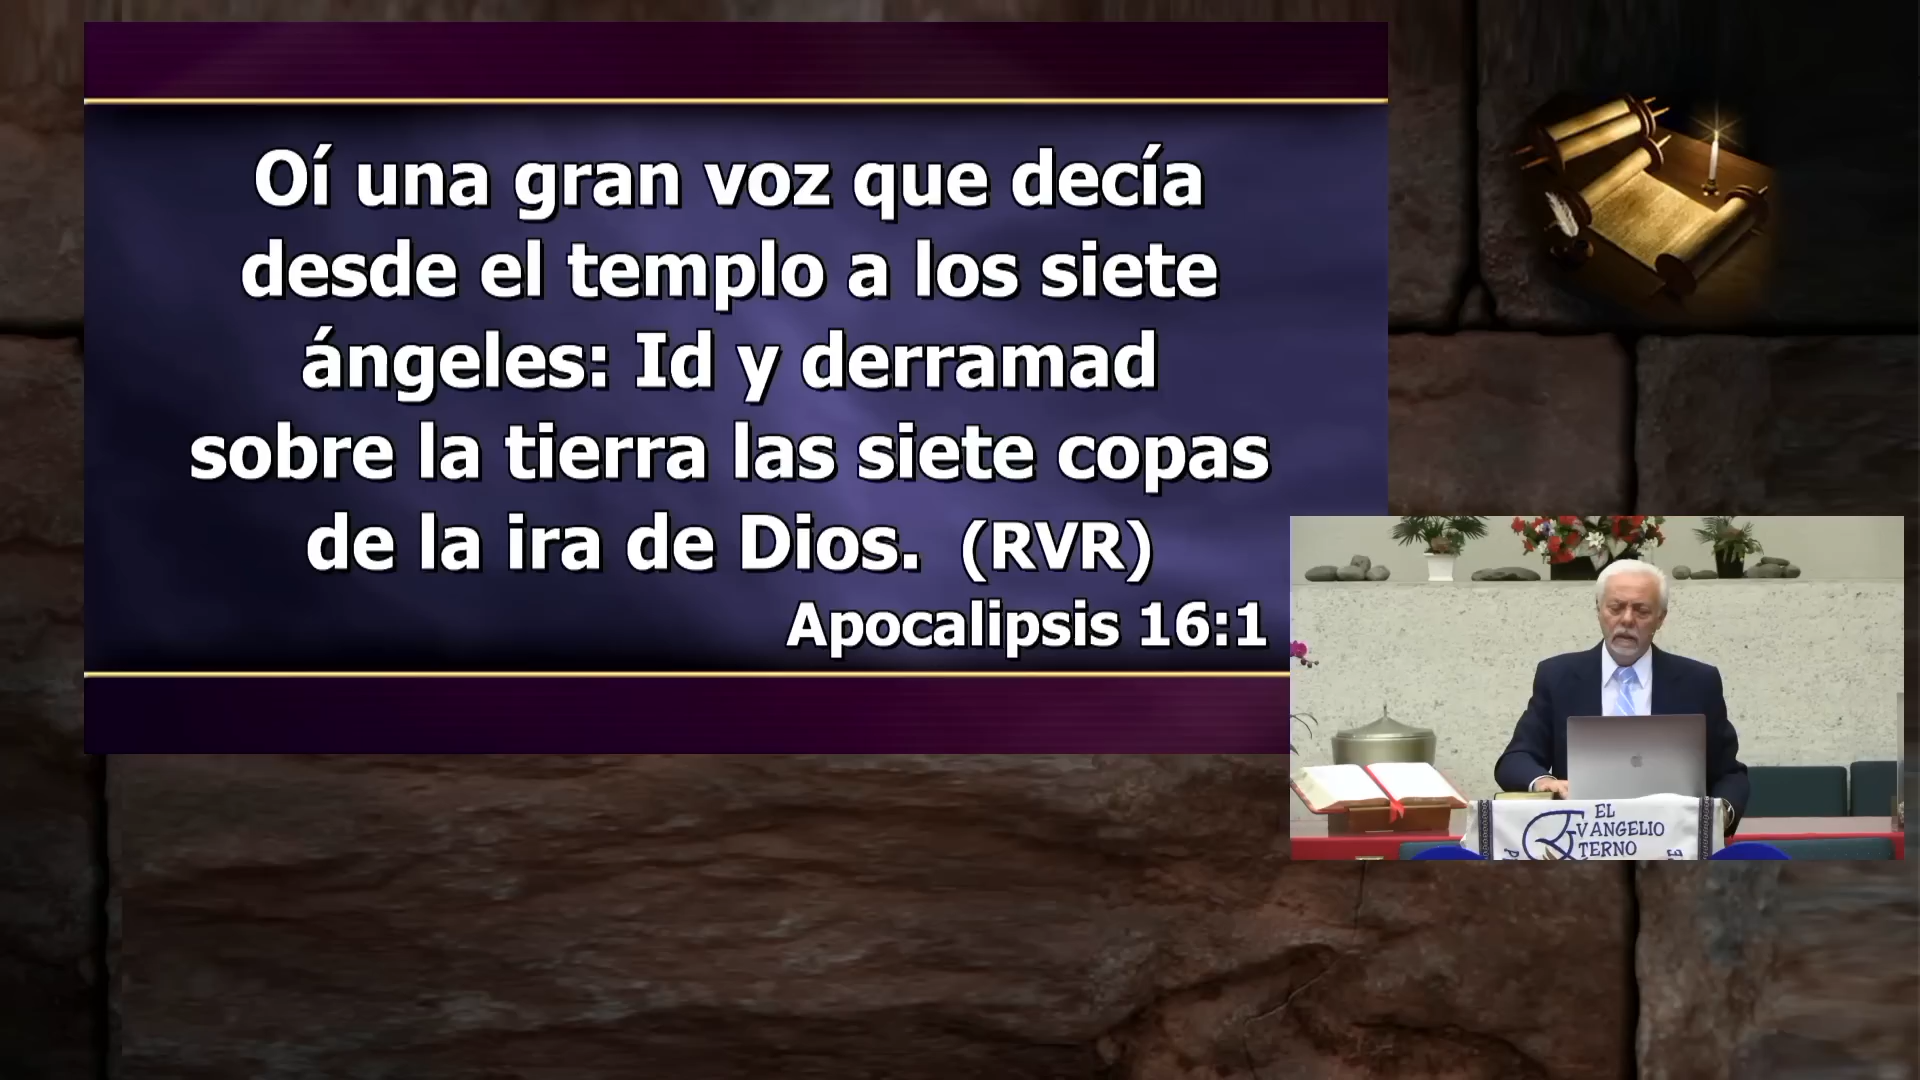 Oí una gran voz que decía
desde el templo a los siete
ángeles: Id y derramad
sobre la tierra las siete copas
de la ira de Dios. (RVR)
Apocalipsis 16:1
EL
EVANGELIO
TERNO